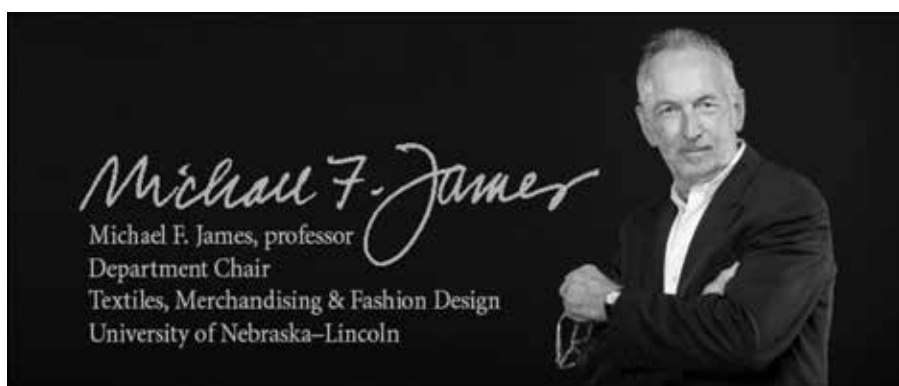 Michael F. James
Michael F. James, professor
Department Chair
Textiles, Merchandising & Fashion Design
University of Nebraska–Lincoln